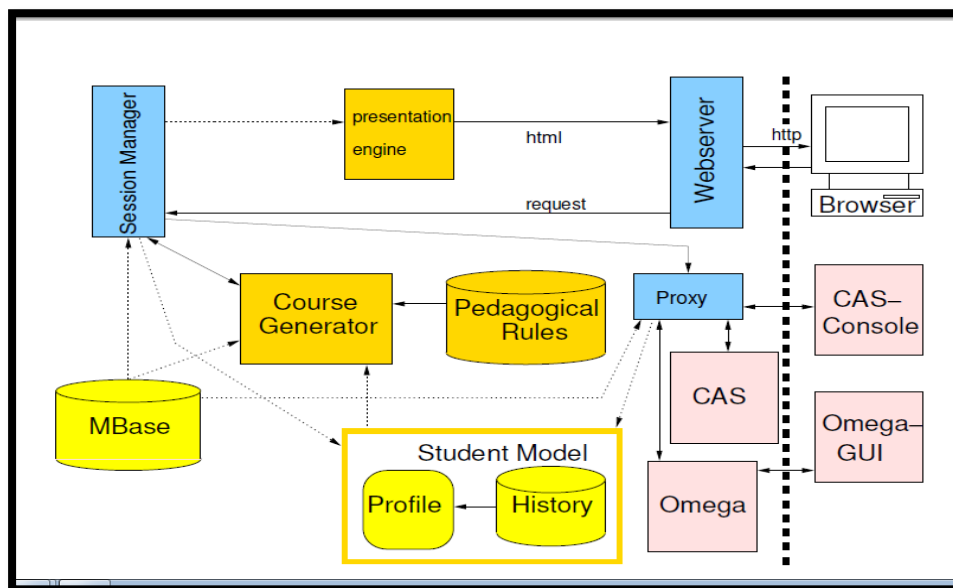 Session Manager
presentation
engine
html
Webserver
http
Browser
request
Course
Generator
Pedagogical
Rules
Proxy
CAS–
Console
MBase
CAS
Omega–
GUI
Student Model
Profile
History
Omega